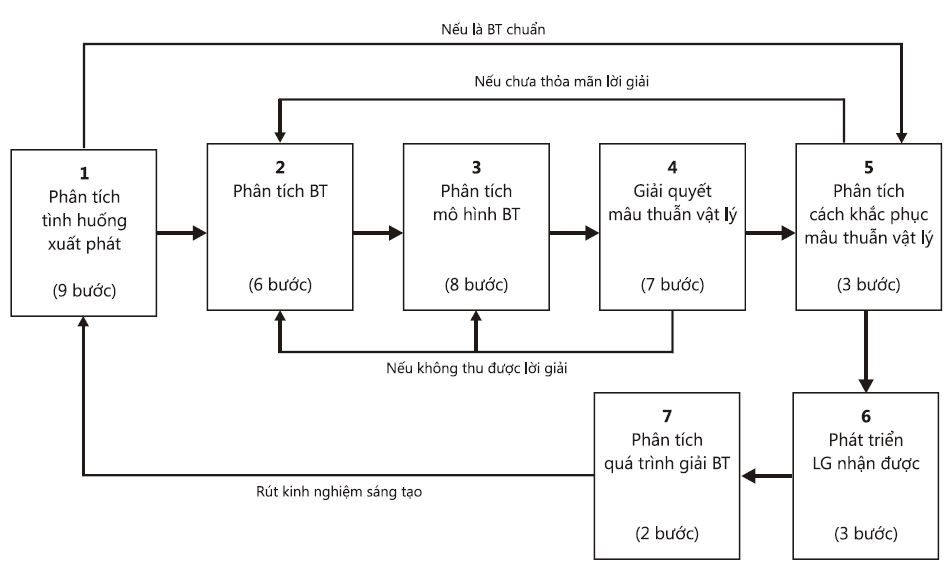 Nếu là BT chuẩn
Nếu chưa thỏa mãn lời giải
1
Phân tích
tình huống
xuất phát
(9 bước)
2
Phân tích BT
(6 bước)
3
Phân tích
mô hình BT
(8 bước)
4
Giải quyết
mâu thuẫn vật lý
(7 bước)
5
Phân tích
cách khắc phục
mâu thuẫn vật lý
(3 bước)
Nếu không thu được lời giải
7
Phân tích
quá trình giải BT
(2 bước)
6
Phát triển
LG nhận được
(3 bước)
Rút kinh nghiệm sáng tạo